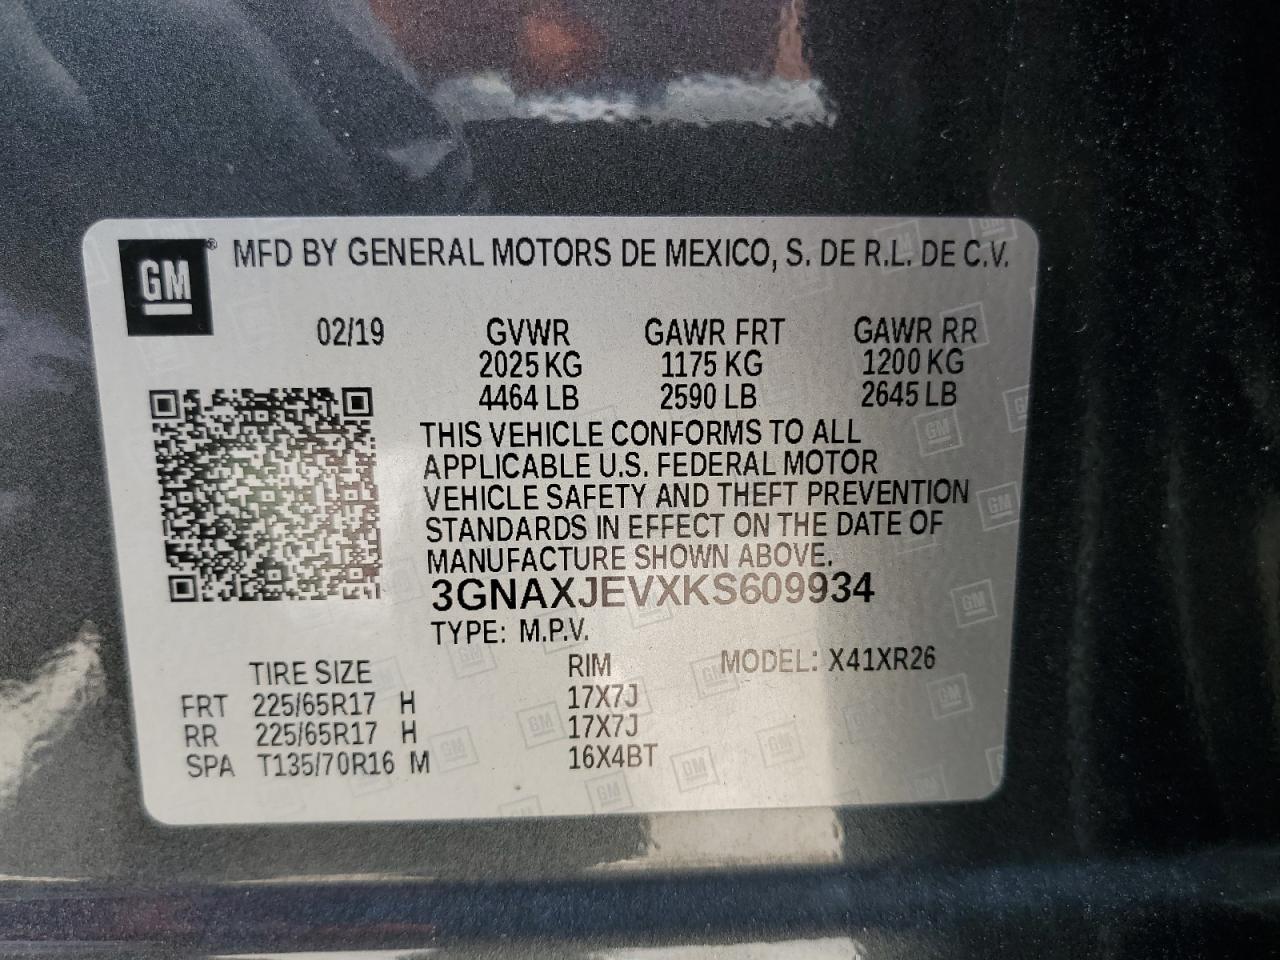 GM® MFD BY GENERAL MOTORS DE MEXICO, S. DE R.L. DE C.V.
02/19 GVWR GAWR FRT GAWR RR
2025 KG 1175 KG 1200 KG
4464 LB 2590 LB 2645 LB
THIS VEHICLE CONFORMS TO ALL
APPLICABLE U.S. FEDERAL MOTOR
VEHICLE SAFETY AND THEFT PREVENTION
STANDARDS IN EFFECT ON THE DATE OF
MANUFACTURE SHOWN ABOVE.
3GNAXJEVXKS609934
TYPE: M.P.V.
TIRE SIZE RIM MODEL: X41XR26
FRT 225/65R17 H 17X7J
RR 225/65R17 H 17X7J
SPA T135/70R16 M 16X4BT